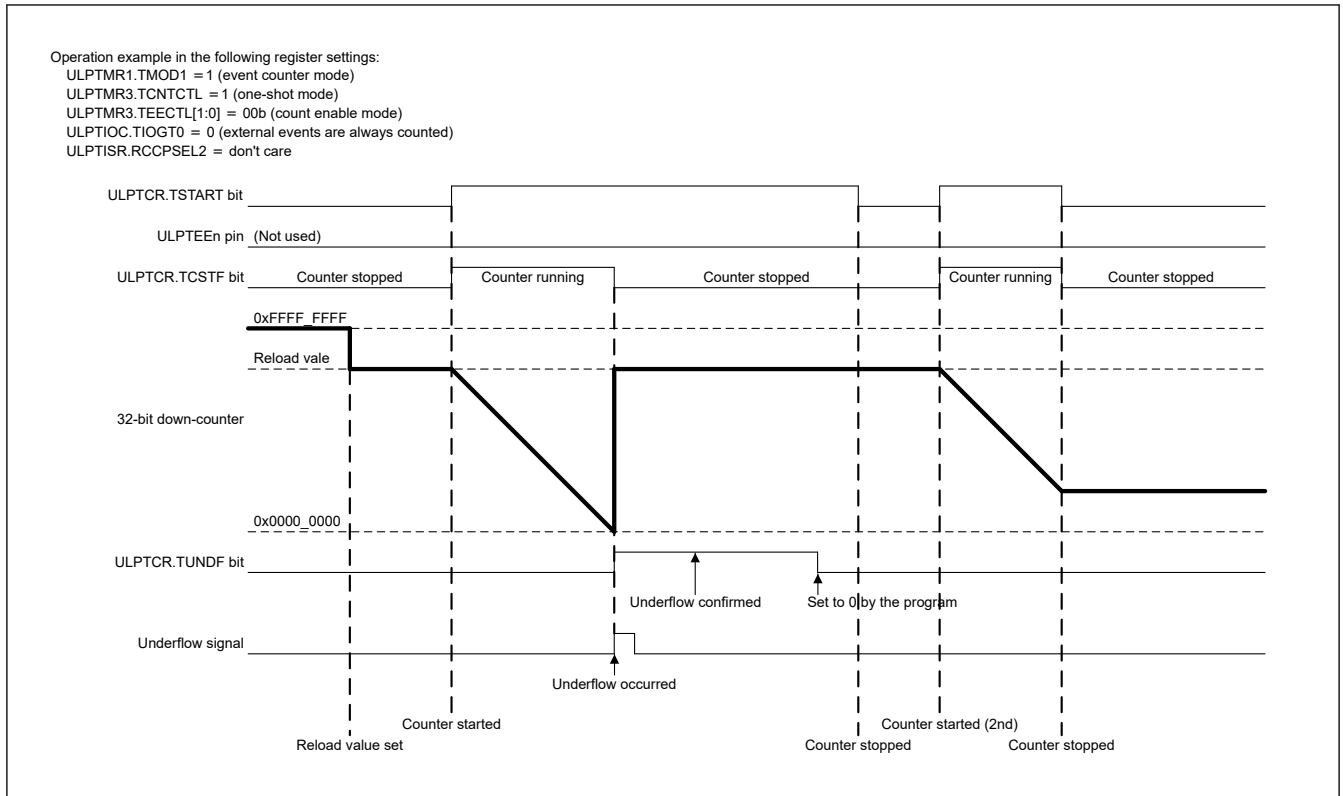 Operation example in the following register settings:
ULPTMR1.TMOD1 = 1 (event counter mode)
ULPTMR3.TCNTCTL = 1 (one-shot mode)
ULPTMR3.TEECTL[1:0] = 00b (count enable mode)
ULPTIOC.TIOGT0 = 0 (external events are always counted)
ULPTISR.RCCPSEL2 = don't care
ULPTCR.TSTART bit
ULPTEEn pin (Not used)
ULPTCR.TCSTF bit Counter stopped Counter running Counter stopped Counter running Counter stopped
0xFFFF_FFFF
Reload vale
32-bit down-counter
0x0000_0000
ULPTCR.TUNDF bit
Underflow confirmed Set to 0 by the program
Underflow signal
Underflow occurred
Counter started Counter started (2nd)
Reload value set Counter stopped Counter stopped